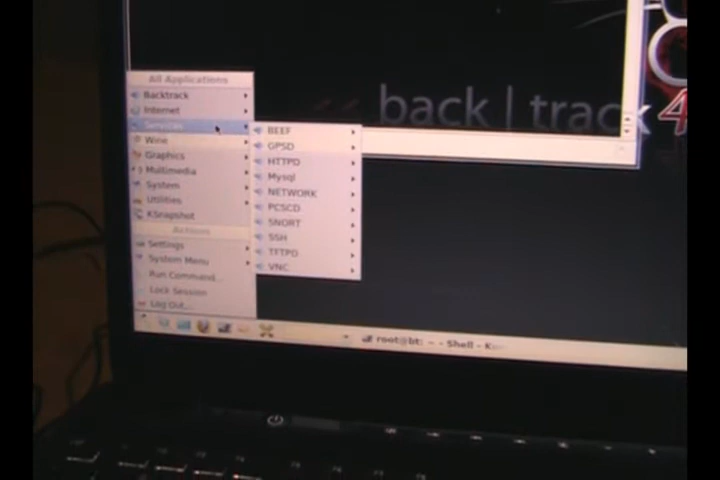 << back | track
4
All Applications
Backtrack
Internet
Services
Wine
Graphics
Multimedia
System
Utilities
KSnapshot
Actions
Settings
System Menu
Run Command...
Lock Session
Log Out...
BEEF
GPSD
HTTPD
Mysql
NETWORK
PCSCD
SNORT
SSH
TFTPD
VNC
root@bt: ~ - Shell - K